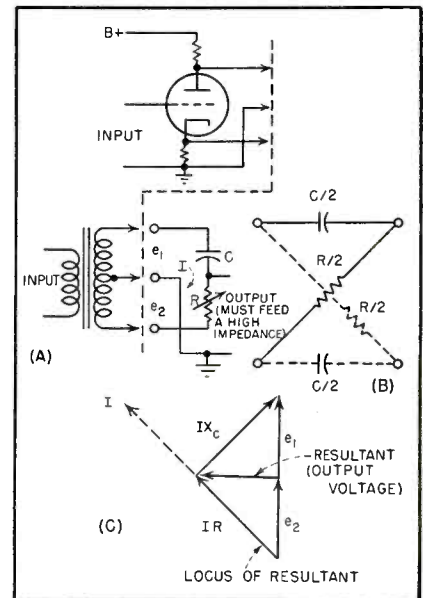 B+
INPUT
INPUT
e1
I
e2
C
R
OUTPUT
(MUST FEED
A HIGH
IMPEDANCE)
(A)
C/2
R/2
R/2
C/2
(B)
I
IXC
e1
RESULTANT
(OUTPUT
VOLTAGE)
(C)
IR
e2
LOCUS OF RESULTANT